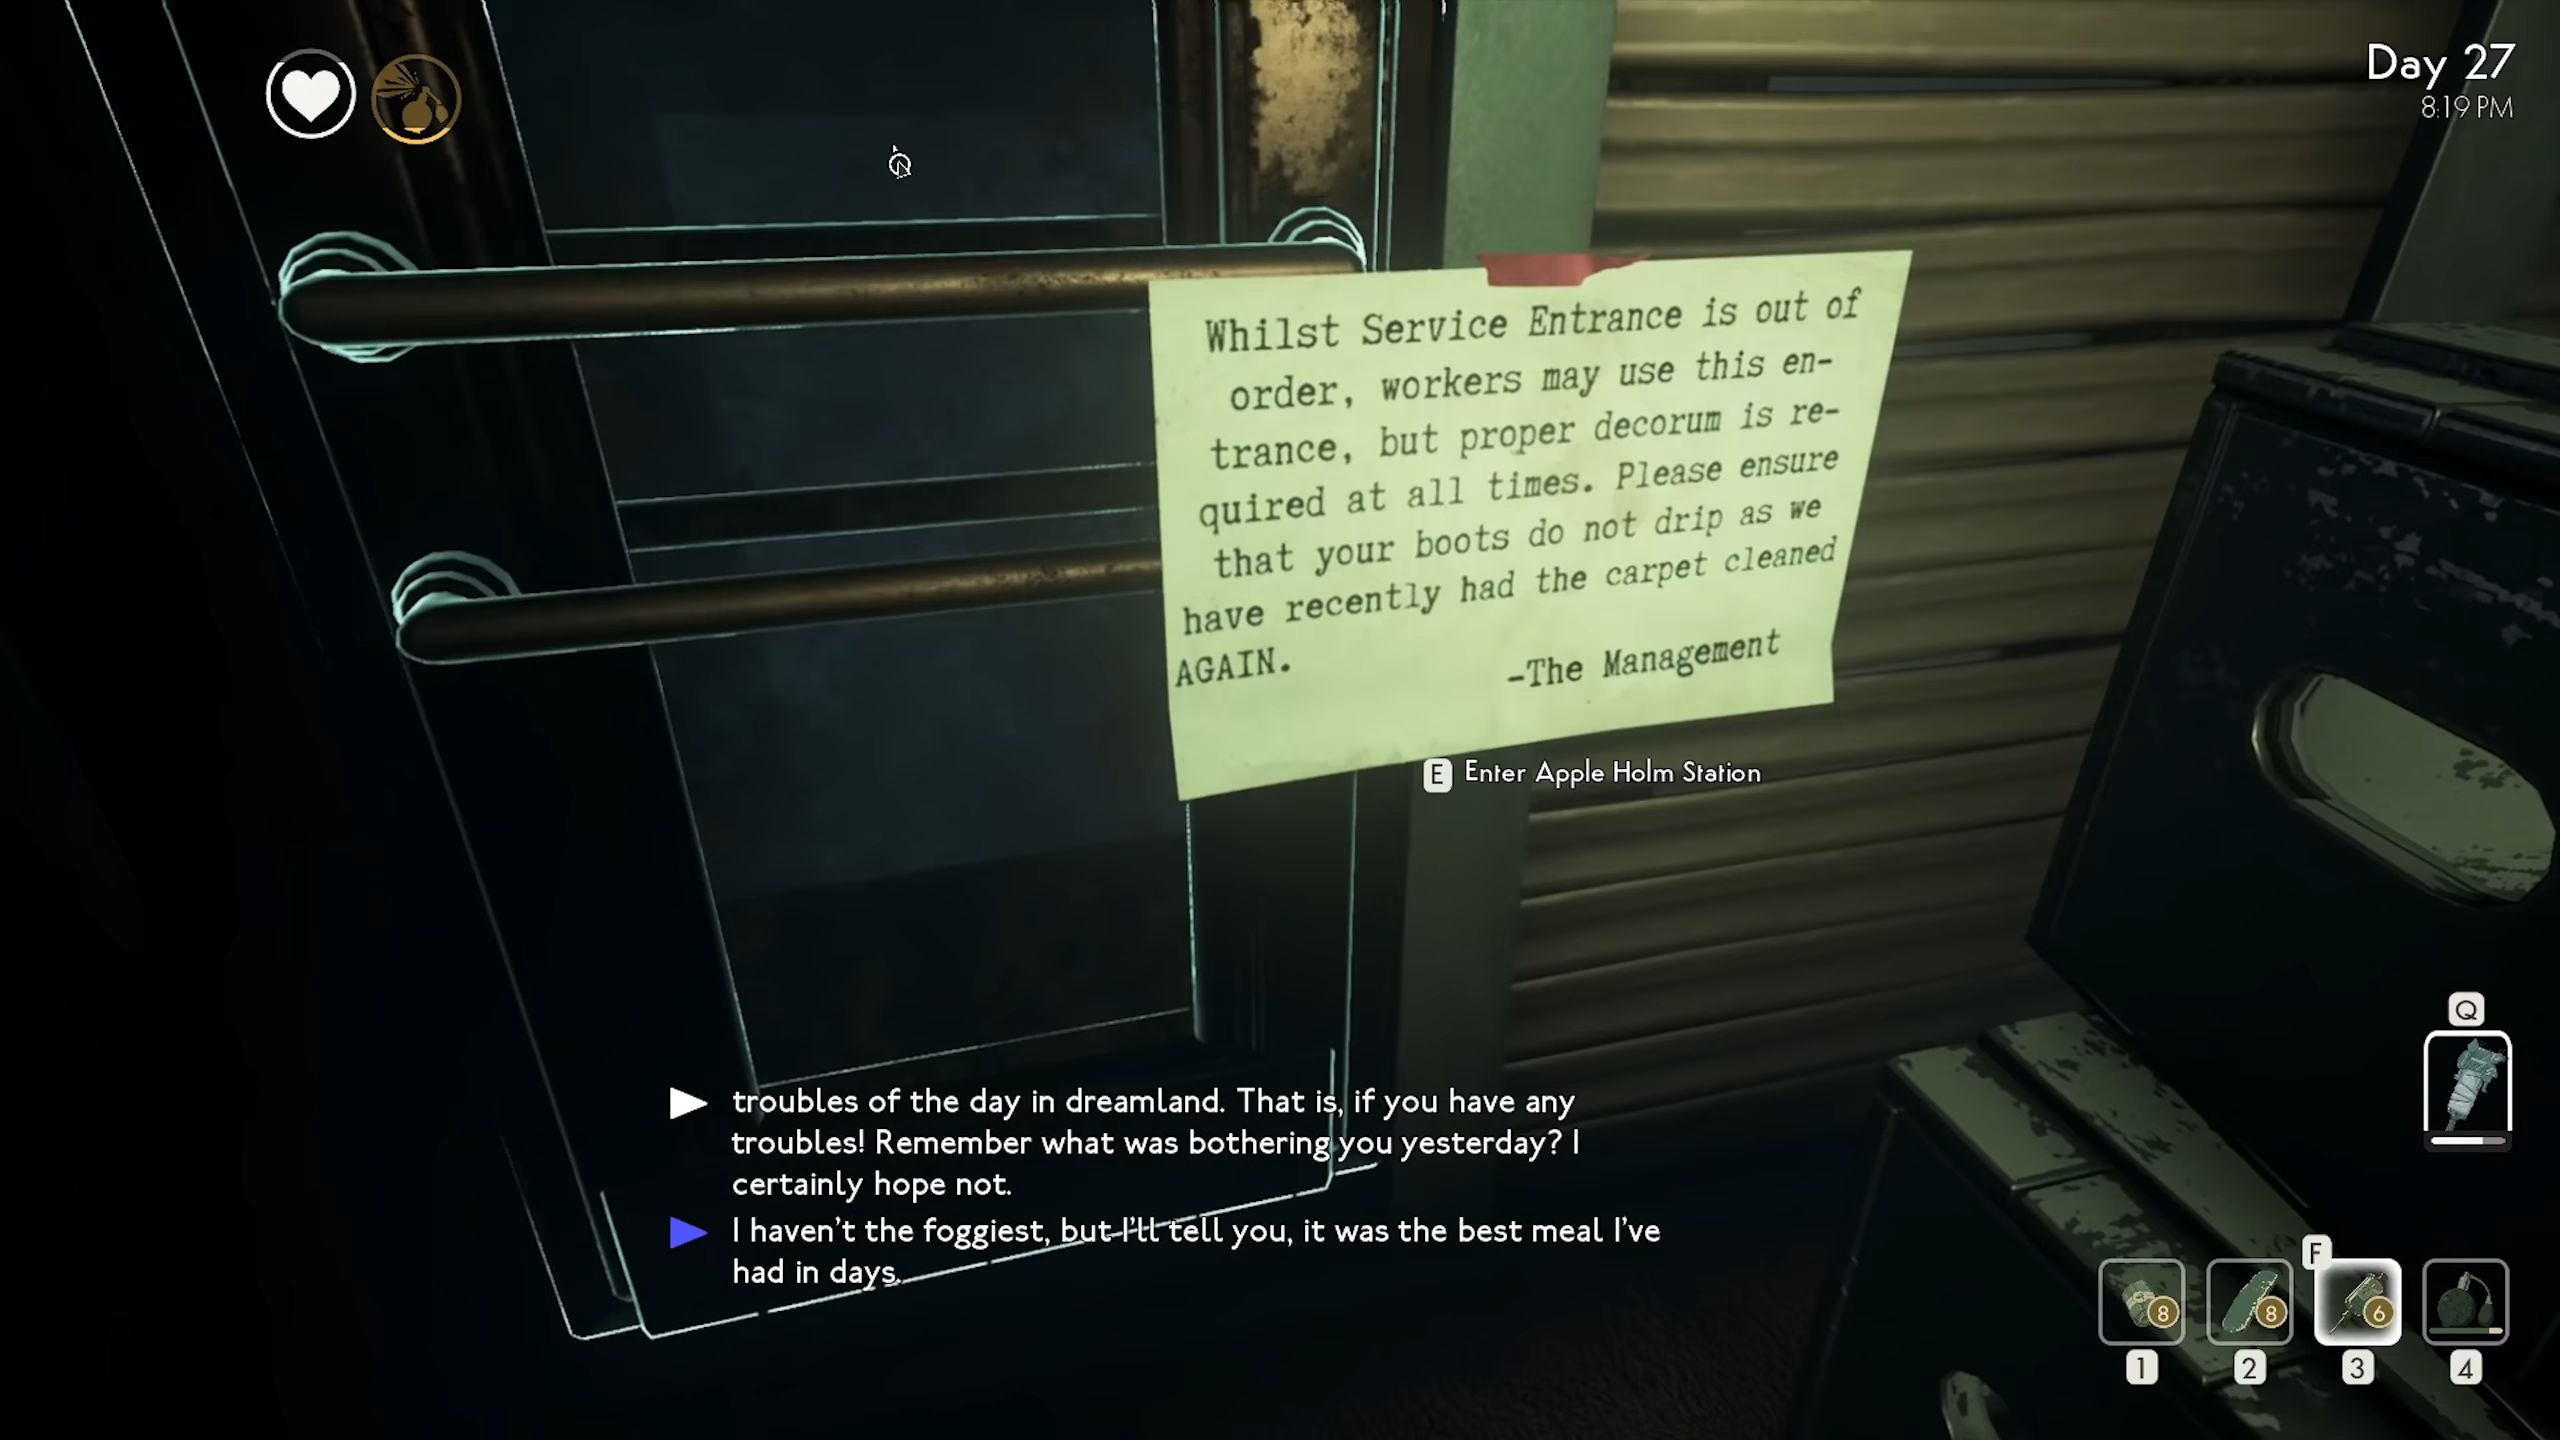 Day 27
8:19 PM
Whilst Service Entrance is out of
order, workers may use this en-
trance, but proper decorum is re-
quired at all times. Please ensure
that your boots do not drip as we
have recently had the carpet cleaned
AGAIN.
-The Management
E Enter Apple Holm Station
troubles of the day in dreamland. That is, if you have any
troubles! Remember what was bothering you yesterday? I
certainly hope not.
I haven't the foggiest, but I'll tell you, it was the best meal I've
had in days.
Q
F
8 8 6
1 2 3 4